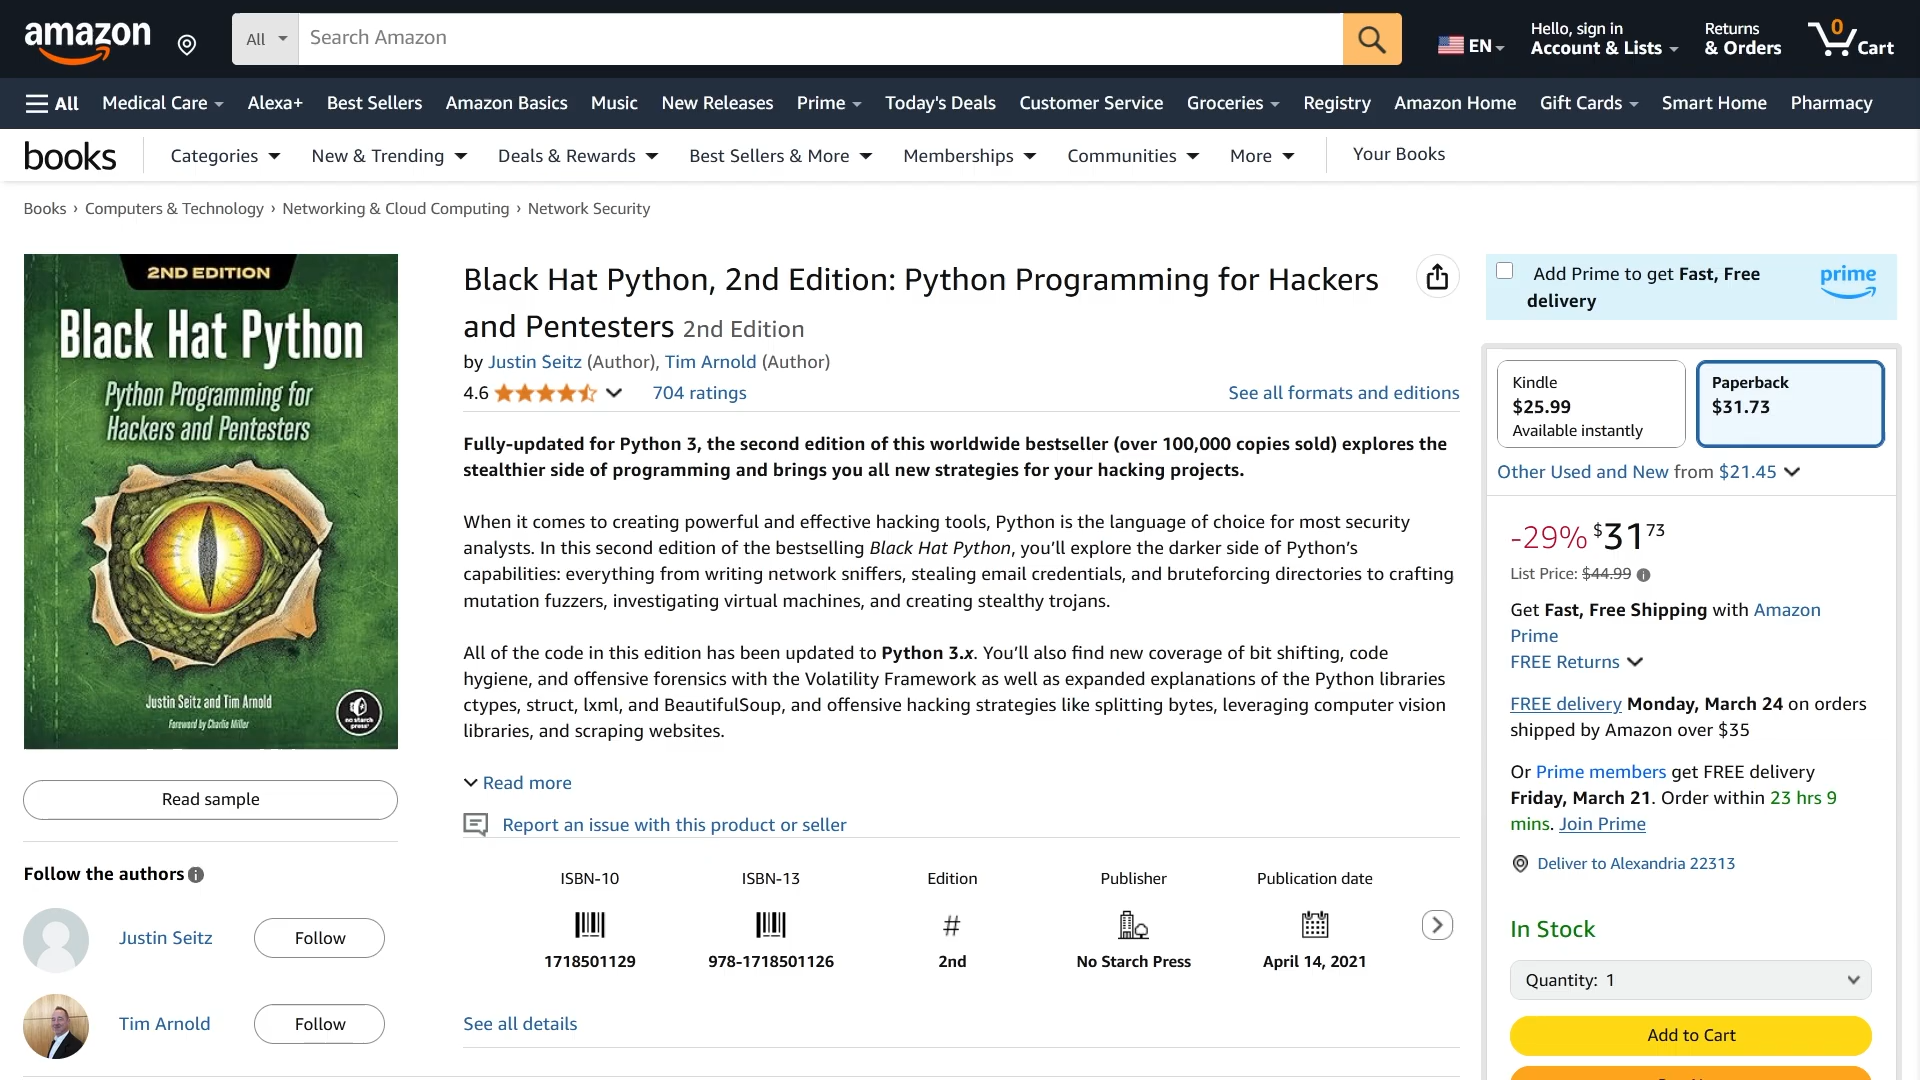 amazon
All
Search Amazon
EN
Hello, sign in
Account & Lists
Returns
& Orders
0
Cart
All
Medical Care
Alexa+
Best Sellers
Amazon Basics
Music
New Releases
Prime
Today's Deals
Customer Service
Groceries
Registry
Amazon Home
Gift Cards
Smart Home
Pharmacy
books
Categories
New & Trending
Deals & Rewards
Best Sellers & More
Memberships
Communities
More
Your Books
Books › Computers & Technology › Networking & Cloud Computing › Network Security
2ND EDITION
Black Hat Python
Python Programming for
Hackers and Pentesters
Justin Seitz and Tim Arnold
Foreword by Charlie Miller
no starch
press
Read sample
Follow the authors
Justin Seitz
Follow
Tim Arnold
Follow
Black Hat Python, 2nd Edition: Python Programming for Hackers
and Pentesters 2nd Edition
by Justin Seitz (Author), Tim Arnold (Author)
4.6
704 ratings
See all formats and editions
Fully-updated for Python 3, the second edition of this worldwide bestseller (over 100,000 copies sold) explores the
stealthier side of programming and brings you all new strategies for your hacking projects.
When it comes to creating powerful and effective hacking tools, Python is the language of choice for most security
analysts. In this second edition of the bestselling Black Hat Python, you’ll explore the darker side of Python’s
capabilities: everything from writing network sniffers, stealing email credentials, and bruteforcing directories to crafting
mutation fuzzers, investigating virtual machines, and creating stealthy trojans.
All of the code in this edition has been updated to Python 3.x. You’ll also find new coverage of bit shifting, code
hygiene, and offensive forensics with the Volatility Framework as well as expanded explanations of the Python libraries
ctypes, struct, lxml, and BeautifulSoup, and offensive hacking strategies like splitting bytes, leveraging computer vision
libraries, and scraping websites.
Read more
Report an issue with this product or seller
ISBN-10
1718501129
ISBN-13
978-1718501126
Edition
#
2nd
Publisher
No Starch Press
Publication date
April 14, 2021
See all details
Add Prime to get Fast, Free
delivery
prime
Kindle
$25.99
Available instantly
Paperback
$31.73
Other Used and New from $21.45
-29% $31 73
List Price: $44.99
Get Fast, Free Shipping with Amazon
Prime
FREE Returns
FREE delivery Monday, March 24 on orders
shipped by Amazon over $35
Or Prime members get FREE delivery
Friday, March 21. Order within 23 hrs 9
mins. Join Prime
Deliver to Alexandria 22313
In Stock
Quantity: 1
Add to Cart